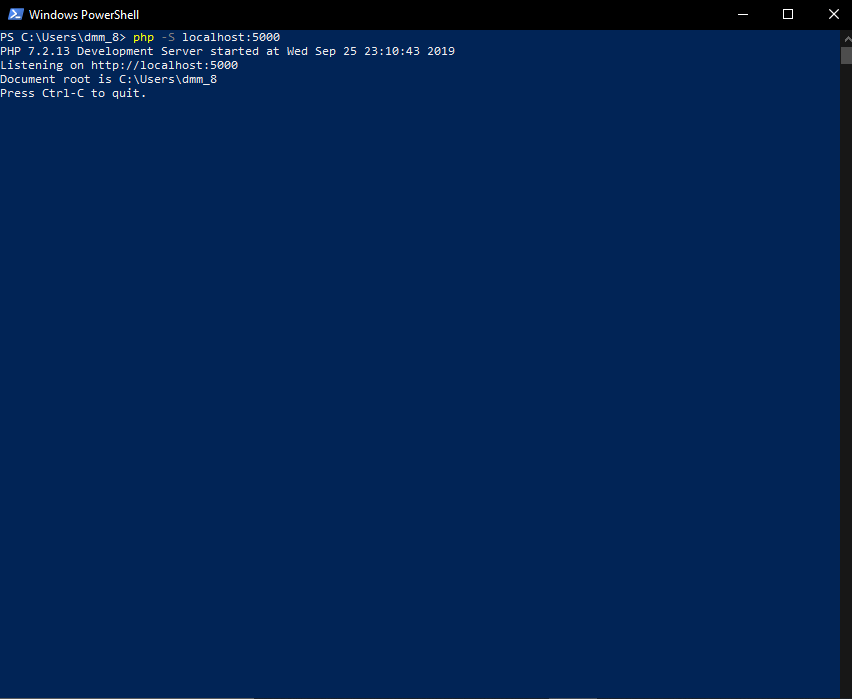 Windows PowerShell
PS C:\Users\dmm_8> php -S localhost:5000
PHP 7.2.13 Development Server started at Wed Sep 25 23:10:43 2019
Listening on http://localhost:5000
Document root is C:\Users\dmm_8
Press Ctrl-C to quit.